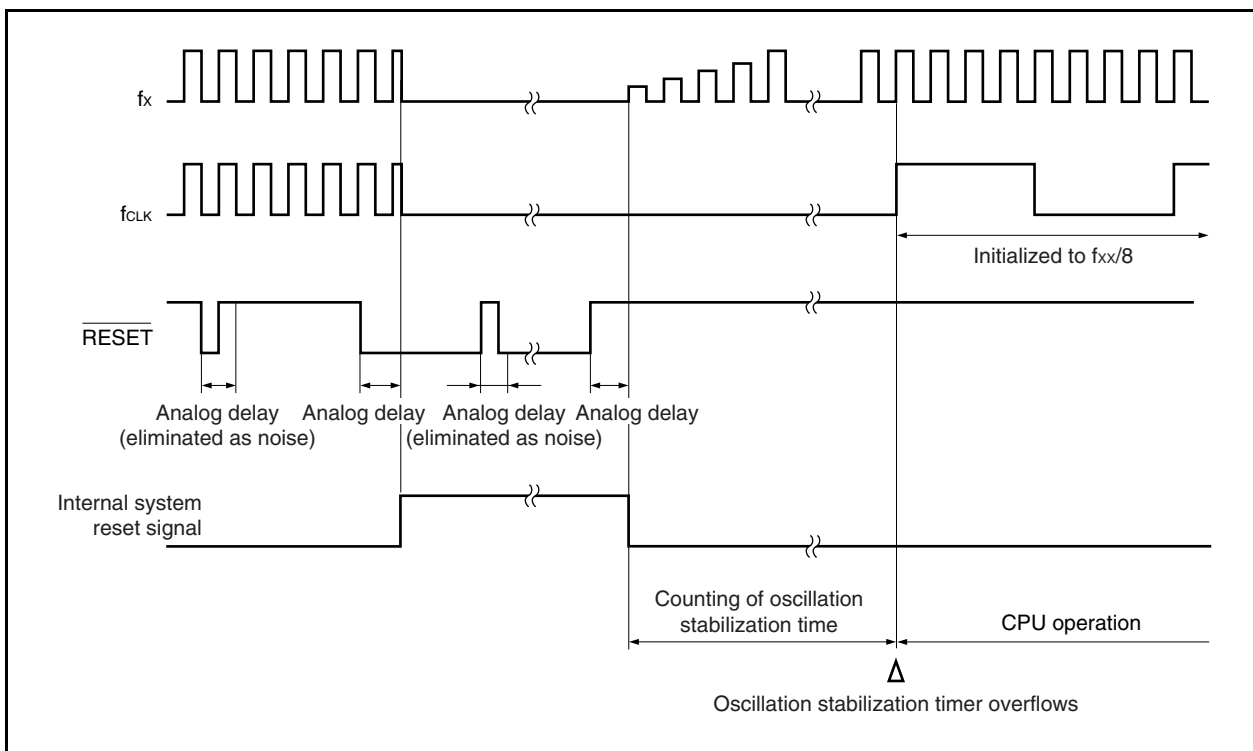 fX
fCLK
Initialized to fXX/8
RESET
Analog delay
(eliminated as noise)
Analog delay
Analog delay
(eliminated as noise)
Analog delay
Internal system
reset signal
Counting of oscillation
stabilization time
CPU operation
Oscillation stabilization timer overflows